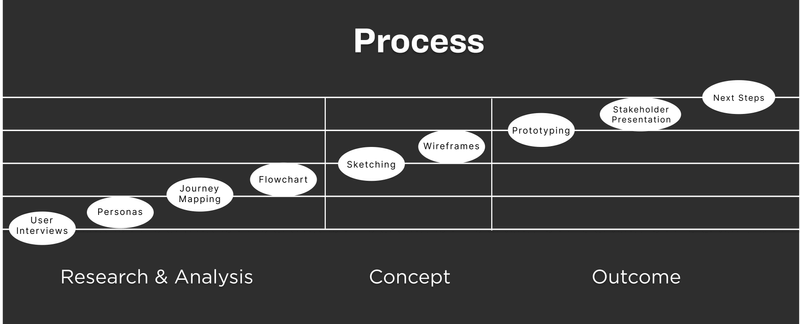 Process
Next Steps
Stakeholder
Presentation
Prototyping
Wireframes
Sketching
Flowchart
Journey
Mapping
Personas
User
Interviews
Research & Analysis
Concept
Outcome